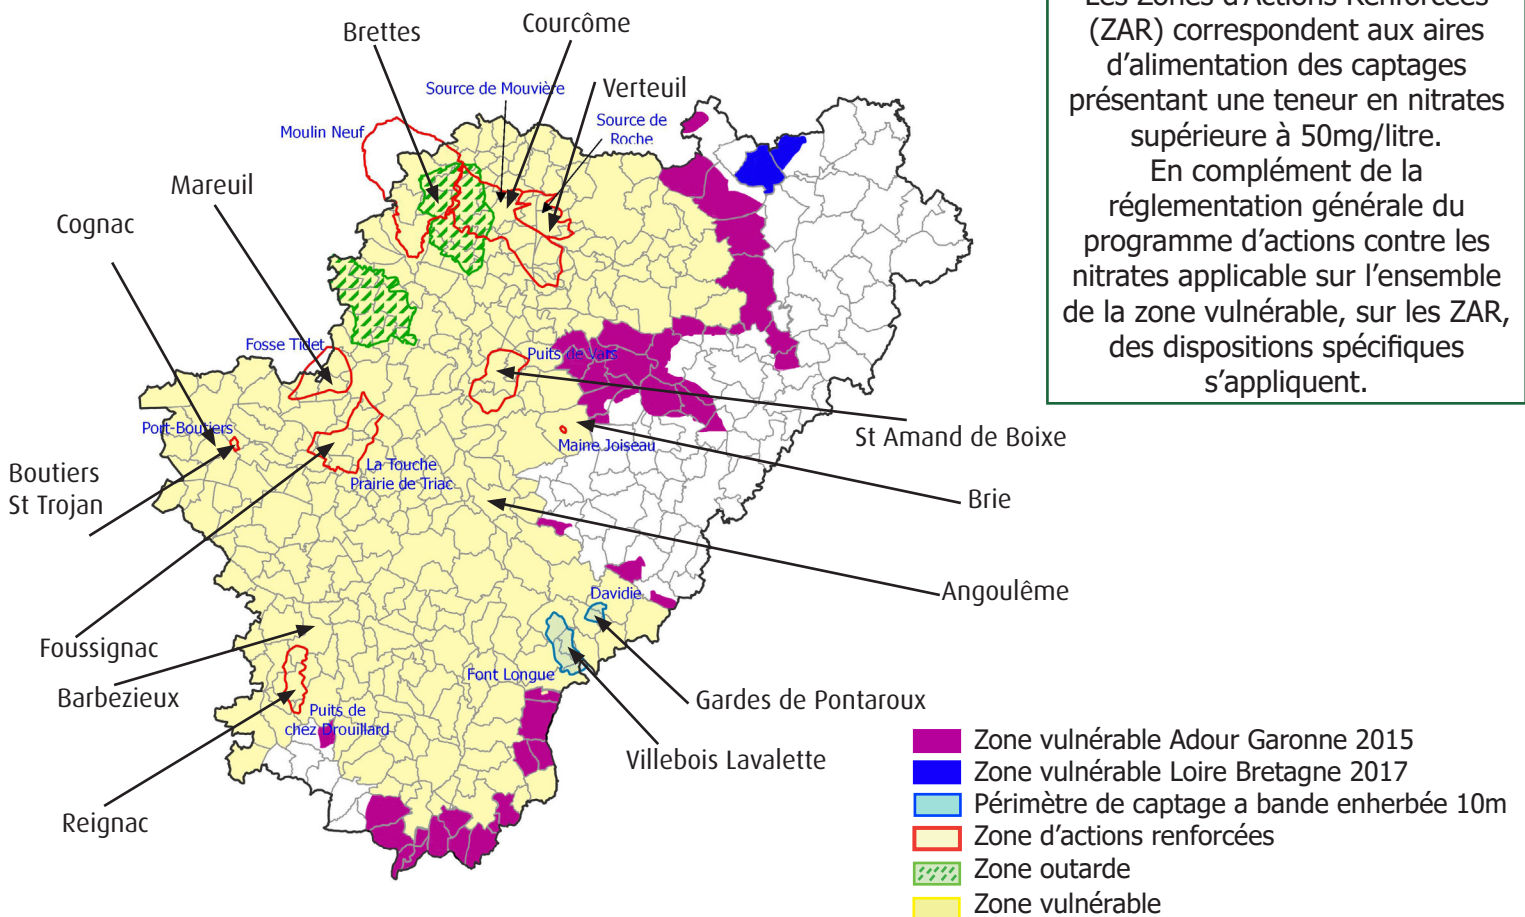 Les Zones d'Actions Renforcées
(ZAR) correspondent aux aires
d'alimentation des captages
présentant une teneur en nitrates
supérieure à 50mg/litre.
En complément de la
réglementation générale du
programme d'actions contre les
nitrates applicable sur l'ensemble
de la zone vulnérable, sur les ZAR,
des dispositions spécifiques
s'appliquent.
Brettes
Courcôme
Source de Mouvière
Verteuil
Source de
Roche
Moulin Neuf
Mareuil
Cognac
Fosse Tidet
Puits de Vars
Port-Boutiers
St Amand de Boixe
Maine Joiseau
Boutiers
St Trojan
La Touche
Prairie de Triac
Brie
Angoulême
Davidie
Foussignac
Barbezieux
Font Longue
Gardes de Pontaroux
Puits de
chez Drouillard
Villebois Lavalette
Reignac
Zone vulnérable Adour Garonne 2015
Zone vulnérable Loire Bretagne 2017
Périmètre de captage a bande enherbée 10m
Zone d'actions renforcées
Zone outarde
Zone vulnérable